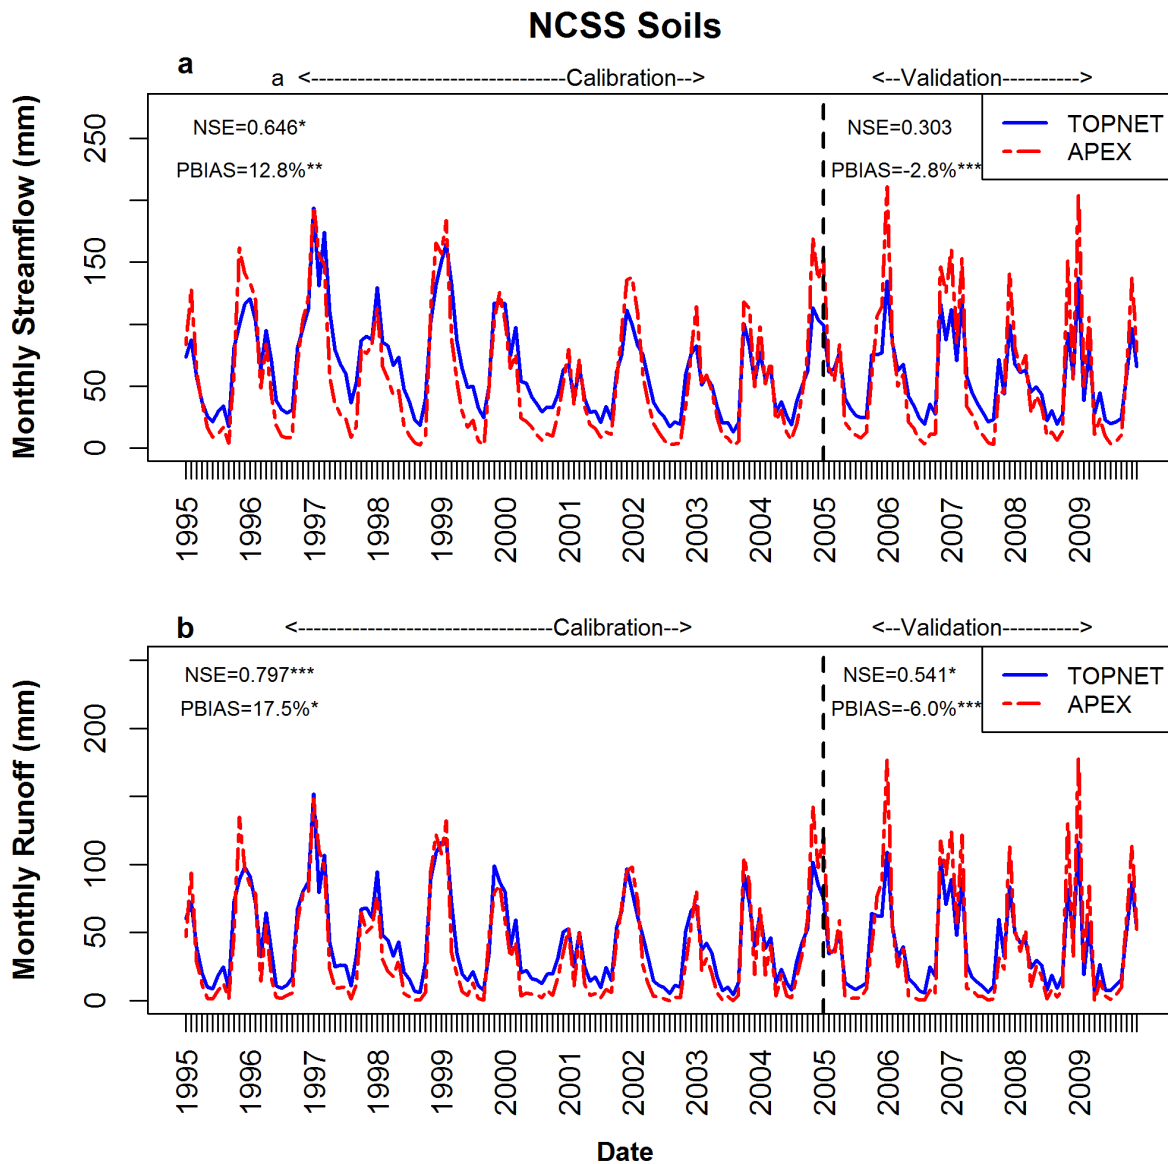 NCSS Soils
a
a <-----------------------------------Calibration--> <--Validation---------->
Monthly Streamflow (mm)
NSE=0.646*
PBIAS=12.8%**
NSE=0.303
PBIAS=-2.8%***
TOPNET
APEX
250
150
50
0
1995 1996 1997 1998 1999 2000 2001 2002 2003 2004 2005 2006 2007 2008 2009
b
<-----------------------------------Calibration--> <--Validation---------->
Monthly Runoff (mm)
NSE=0.797***
PBIAS=17.5%*
NSE=0.541*
PBIAS=-6.0%***
TOPNET
APEX
200
100
50
0
1995 1996 1997 1998 1999 2000 2001 2002 2003 2004 2005 2006 2007 2008 2009
Date